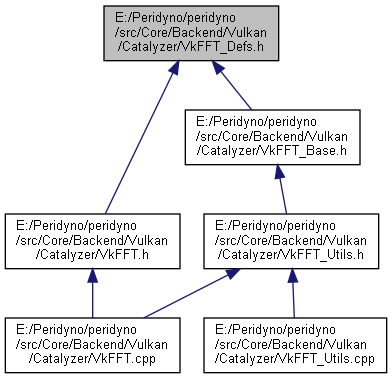 E:/Peridyno/peridyno
/src/Core/Backend/Vulkan
/Catalyzer/VkFFT_Defs.h
E:/Peridyno/peridyno
/src/Core/Backend/Vulkan
/Catalyzer/VkFFT_Base.h
E:/Peridyno/peridyno
/src/Core/Backend/Vulkan
/Catalyzer/VkFFT.h
E:/Peridyno/peridyno
/src/Core/Backend/Vulkan
/Catalyzer/VkFFT_Utils.h
E:/Peridyno/peridyno
/src/Core/Backend/Vulkan
/Catalyzer/VkFFT.cpp
E:/Peridyno/peridyno
/src/Core/Backend/Vulkan
/Catalyzer/VkFFT_Utils.cpp